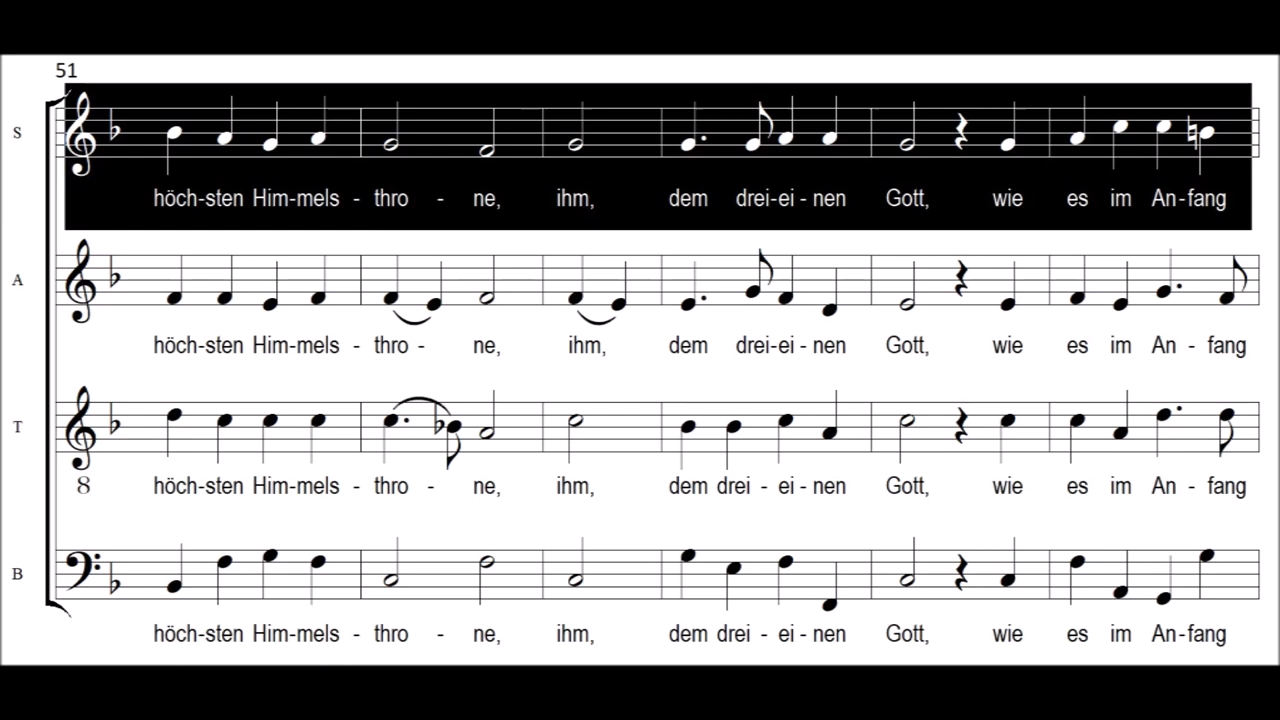 51
S
höch-sten Him-mels - thro - ne, ihm, dem drei-ei-nen Gott, wie es im An-fang
A
höch-sten Him-mels - thro - ne, ihm, dem drei-ei-nen Gott, wie es im An - fang
T
8
höch-sten Him-mels - thro - ne, ihm, dem drei - ei - nen Gott, wie es im An - fang
B
höch-sten Him-mels - thro - ne, ihm, dem drei - ei - nen Gott, wie es im An-fang